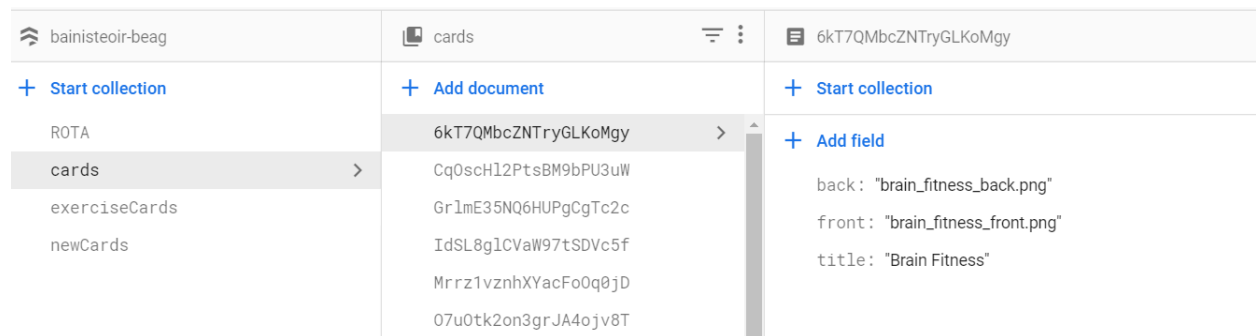 bainisteoir-beag
Start collection
ROTA
cards
exerciseCards
newCards
cards
Add document
6kT7QMbcZNTryGLKoMgy
CqOscHl2PtsBM9bPU3uW
GrlmE35NQ6HUPgCgTc2c
IdSL8glCVaW97tSDVc5f
Mrrz1vznhXYacFoOq0jD
O7uOtk2on3grJA4ojv8T
6kT7QMbcZNTryGLKoMgy
Start collection
Add field
back: "brain_fitness_back.png"
front: "brain_fitness_front.png"
title: "Brain Fitness"